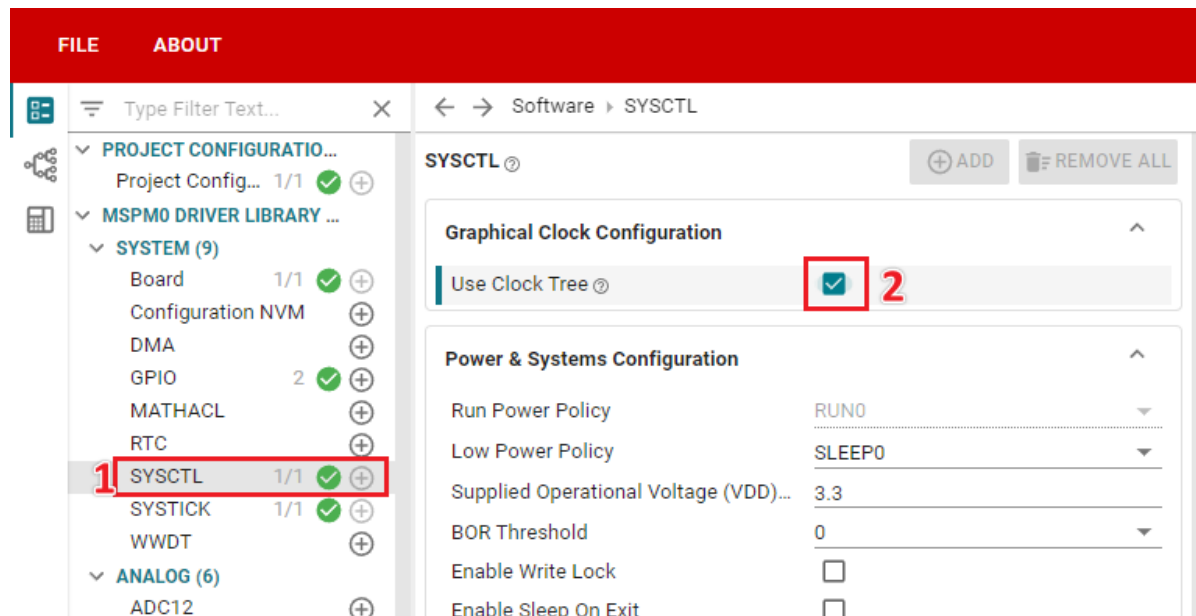 FILE ABOUT
Type Filter Text...
PROJECT CONFIGURATIO...
Project Config... 1/1
MSPM0 DRIVER LIBRARY ...
SYSTEM (9)
Board 1/1
Configuration NVM
DMA
GPIO 2
MATHACL
RTC
1 SYSCTL 1/1
SYSTICK 1/1
WWDT
ANALOG (6)
ADC12
Software SYSCTL
SYSCTL ADD REMOVE ALL
Graphical Clock Configuration
Use Clock Tree 2
Power & Systems Configuration
Run Power Policy RUN0
Low Power Policy SLEEP0
Supplied Operational Voltage (VDD)... 3.3
BOR Threshold 0
Enable Write Lock
Enable Sleep On Exit